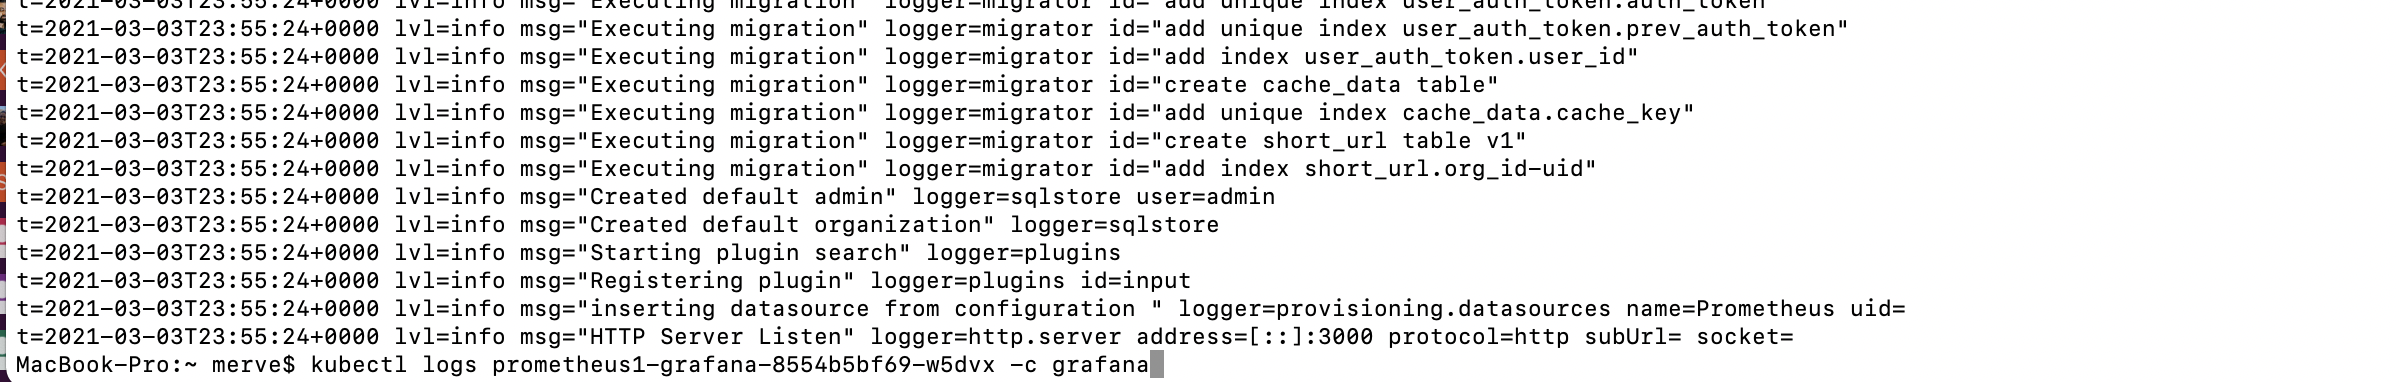 t=2021-03-03T23:55:24+0000 lvl=info msg="Executing migration" logger=migrator id="add unique index user_auth_token.auth_token"
t=2021-03-03T23:55:24+0000 lvl=info msg="Executing migration" logger=migrator id="add unique index user_auth_token.prev_auth_token"
t=2021-03-03T23:55:24+0000 lvl=info msg="Executing migration" logger=migrator id="add index user_auth_token.user_id"
t=2021-03-03T23:55:24+0000 lvl=info msg="Executing migration" logger=migrator id="create cache_data table"
t=2021-03-03T23:55:24+0000 lvl=info msg="Executing migration" logger=migrator id="add unique index cache_data.cache_key"
t=2021-03-03T23:55:24+0000 lvl=info msg="Executing migration" logger=migrator id="create short_url table v1"
t=2021-03-03T23:55:24+0000 lvl=info msg="Executing migration" logger=migrator id="add index short_url.org_id-uid"
t=2021-03-03T23:55:24+0000 lvl=info msg="Created default admin" logger=sqlstore user=admin
t=2021-03-03T23:55:24+0000 lvl=info msg="Created default organization" logger=sqlstore
t=2021-03-03T23:55:24+0000 lvl=info msg="Starting plugin search" logger=plugins
t=2021-03-03T23:55:24+0000 lvl=info msg="Registering plugin" logger=plugins id=input
t=2021-03-03T23:55:24+0000 lvl=info msg="inserting datasource from configuration " logger=provisioning.datasources name=Prometheus uid=
t=2021-03-03T23:55:24+0000 lvl=info msg="HTTP Server Listen" logger=http.server address=[::]:3000 protocol=http subUrl= socket=
MacBook-Pro:~ merve$ kubectl logs prometheus1-grafana-8554b5bf69-w5dvx -c grafana